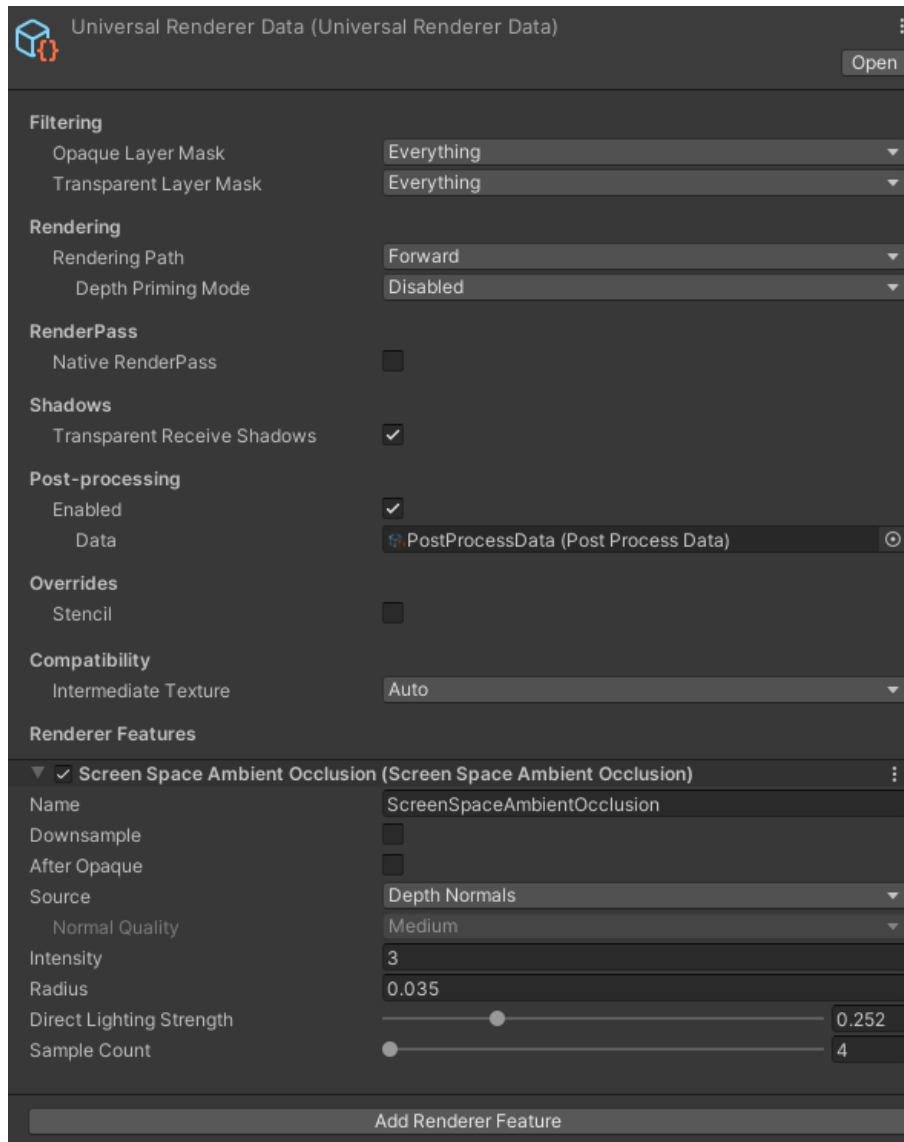 Universal Renderer Data (Universal Renderer Data)
Open
Filtering
Opaque Layer Mask Everything
Transparent Layer Mask Everything
Rendering
Rendering Path Forward
Depth Priming Mode Disabled
RenderPass
Native RenderPass
Shadows
Transparent Receive Shadows
Post-processing
Enabled
Data PostProcessData (Post Process Data)
Overrides
Stencil
Compatibility
Intermediate Texture Auto
Renderer Features
Screen Space Ambient Occlusion (Screen Space Ambient Occlusion)
Name ScreenSpaceAmbientOcclusion
Downsample
After Opaque
Source Depth Normals
Normal Quality Medium
Intensity 3
Radius 0.035
Direct Lighting Strength 0.252
Sample Count 4
Add Renderer Feature